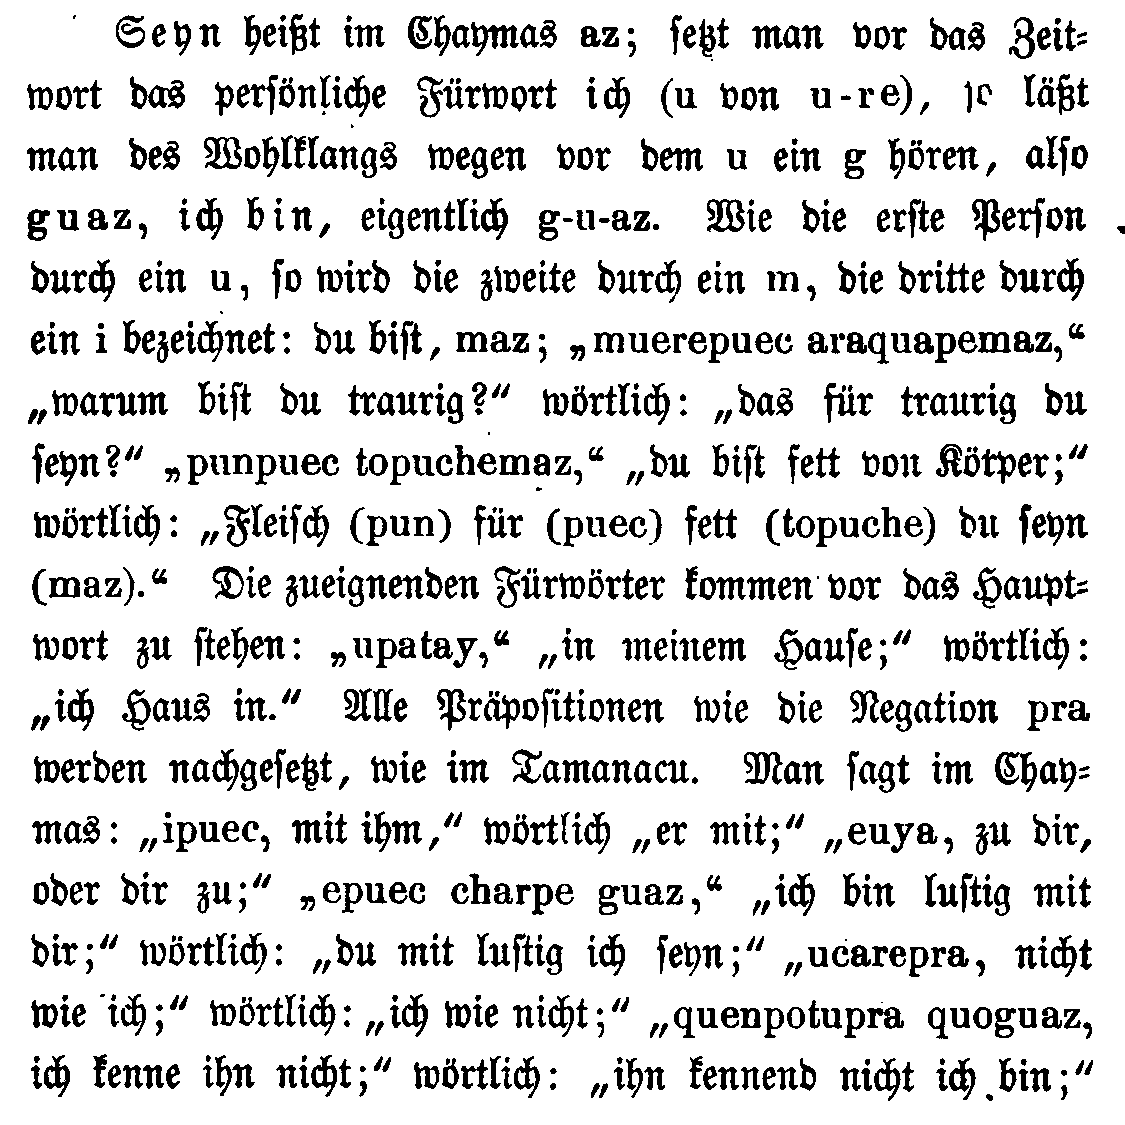 Seyn heißt im Chaymas az; setzt man vor das Zeit-
wort das persönliche Fürwort ich (u von u-re), so läßt
man des Wohlklangs wegen vor dem u ein g hören, also
guaz, ich bin, eigentlich g-u-az. Wie die erste Person
durch ein u, so wird die zweite durch ein m, die dritte durch
ein i bezeichnet: du bist, maz; „muerepuec araquapemaz,“
„warum bist du traurig?“ wörtlich: „das für traurig du
seyn?“ „punpuec topuchemaz,“ „du bist fett von Körper;“
wörtlich: „Fleisch (pun) für (puec) fett (topuche) du seyn
(maz).“ Die zueignenden Fürwörter kommen vor das Haupt-
wort zu stehen: „upatay,“ „in meinem Hause;“ wörtlich:
„ich Haus in.“ Alle Präpositionen wie die Negation pra
werden nachgesetzt, wie im Tamanacu. Man sagt im Chay-
mas: „ipuec, mit ihm,“ wörtlich „er mit;“ „euya, zu dir,
oder dir zu;“ „epuec charpe guaz,“ „ich bin lustig mit
dir;“ wörtlich: „du mit lustig ich seyn;“ „ucarepra, nicht
wie ich;“ wörtlich: „ich wie nicht;“ „quenpotupra quoguaz,
ich kenne ihn nicht;“ wörtlich: „ihn kennend nicht ich bin;“